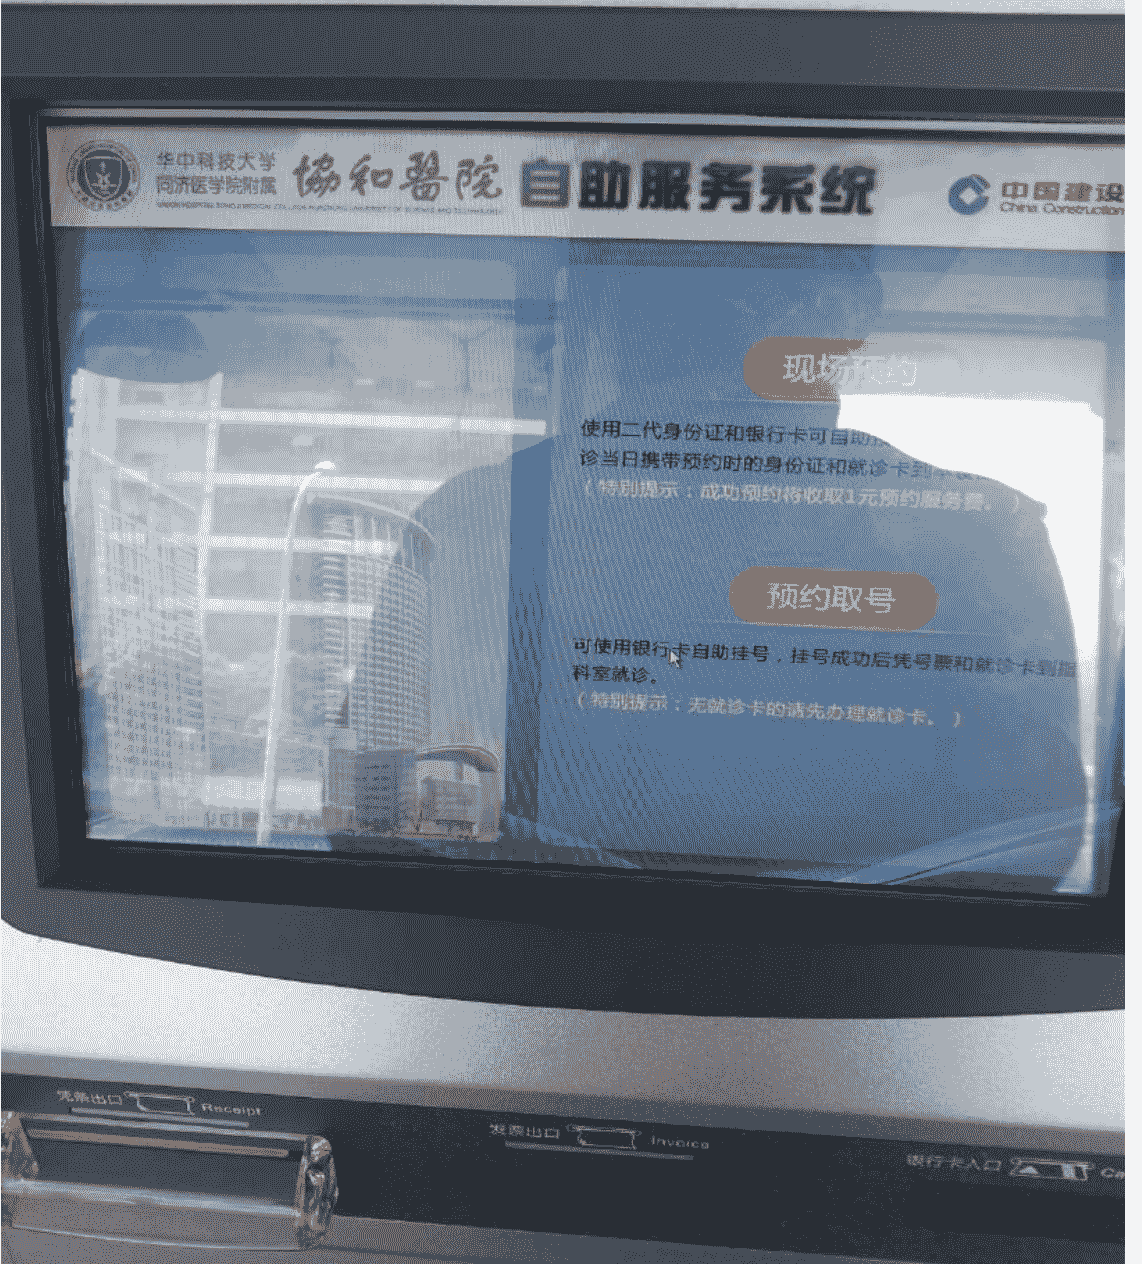 华中科技大学
同济医学院附属
協和醫院
自助服务系统
中国建设
China Construction
现场预约
使用二代身份证和银行卡可自助
诊当日携带预约时的身份证和就诊卡到
（特别提示：成功预约将收取1元预约服务费。）
预约取号
可使用银行卡自助挂号，挂号成功后凭号票和就诊卡到指
科室就诊。
（特别提示：无就诊卡的请先办理就诊卡。）
凭条出口 Receipt
发票出口 Invoice
银行卡入口